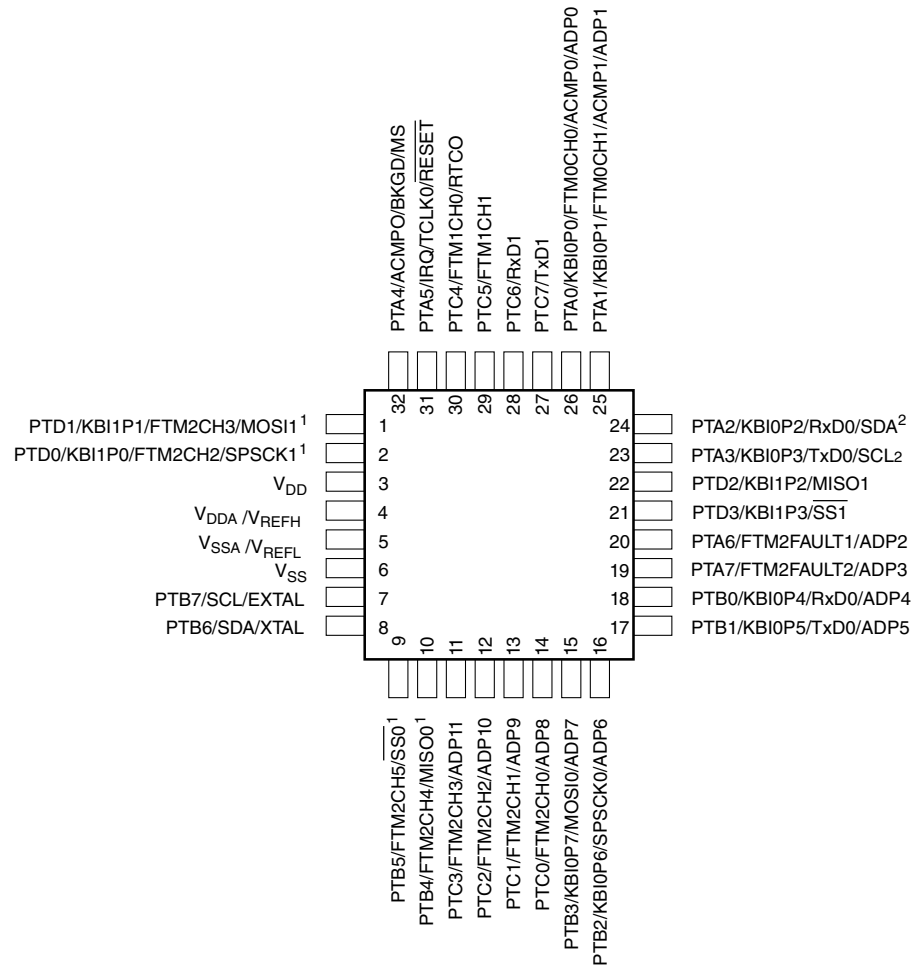 PTA4/ACMPO/BKGD/MS
PTA5/IRQ/TCLK0/RESET
PTC4/FTM1CH0/RTCO
PTC5/FTM1CH1
PTC6/RxD1
PTC7/TxD1
PTA0/KBI0P0/FTM0CH0/ACMP0/ADP0
PTA1/KBI0P1/FTM0CH1/ACMP1/ADP1
32
31
30
29
28
27
26
25
PTD1/KBI1P1/FTM2CH3/MOSI1¹ 1
PTD0/KBI1P0/FTM2CH2/SPSCK1¹ 2
VDD 3
VDDA /VREFH 4
VSSA /VREFL 5
VSS 6
PTB7/SCL/EXTAL 7
PTB6/SDA/XTAL 8
24 PTA2/KBI0P2/RxD0/SDA²
23 PTA3/KBI0P3/TxD0/SCL2
22 PTD2/KBI1P2/MISO1
21 PTD3/KBI1P3/SS1
20 PTA6/FTM2FAULT1/ADP2
19 PTA7/FTM2FAULT2/ADP3
18 PTB0/KBI0P4/RxD0/ADP4
17 PTB1/KBI0P5/TxD0/ADP5
9
10
11
12
13
14
15
16
PTB5/FTM2CH5/SS0¹
PTB4/FTM2CH4/MISO0¹
PTC3/FTM2CH3/ADP11
PTC2/FTM2CH2/ADP10
PTC1/FTM2CH1/ADP9
PTC0/FTM2CH0/ADP8
PTB3/KBI0P7/MOSI0/ADP7
PTB2/KBI0P6/SPSCK0/ADP6